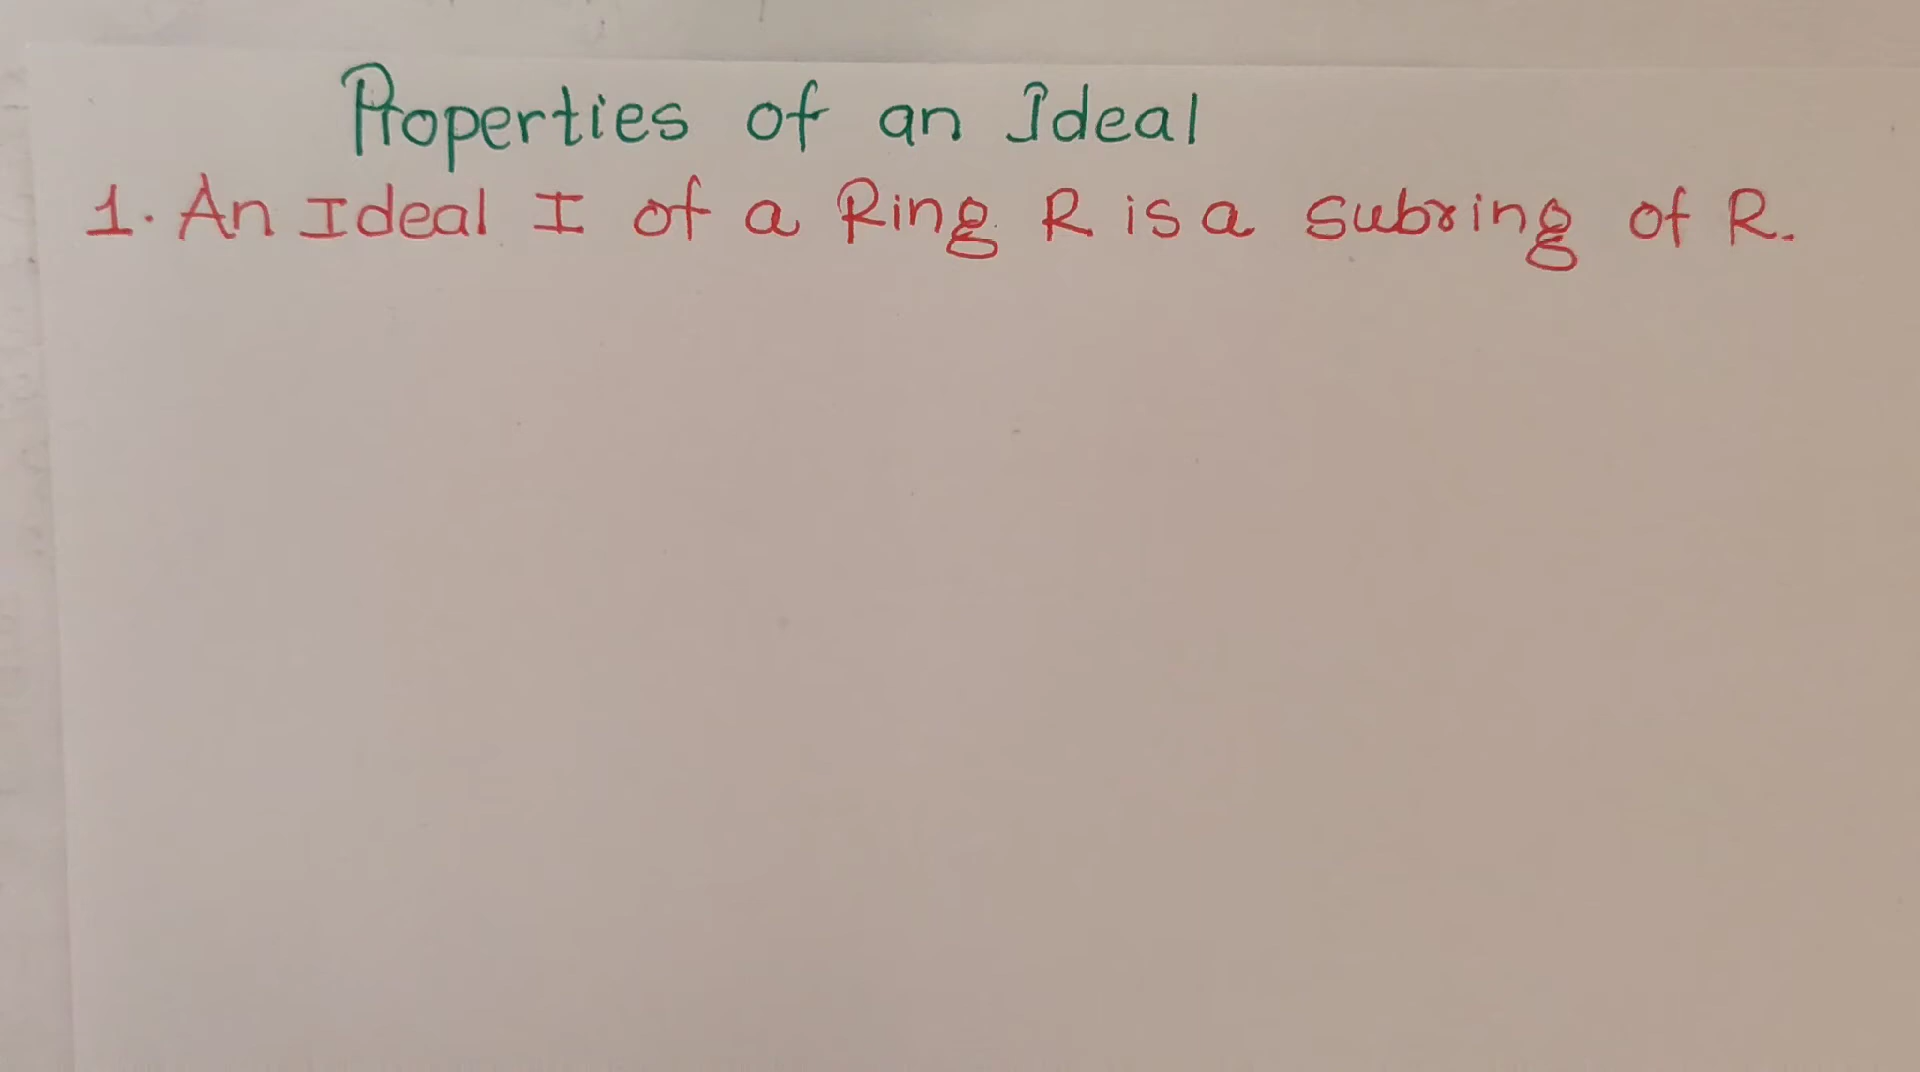 Properties of an Ideal
1. An Ideal I of a Ring R is a subring of R.